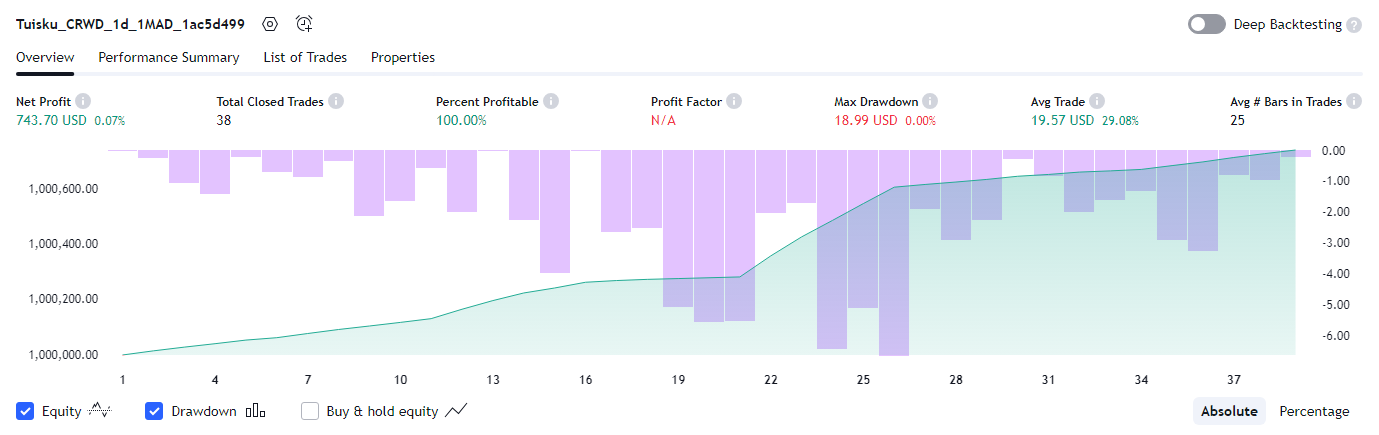 Tuisku_CRWD_1d_1MAD_1ac5d499 Deep Backtesting ?
Overview Performance Summary List of Trades Properties
Net Profit i Total Closed Trades i Percent Profitable i Profit Factor i Max Drawdown i Avg Trade i Avg # Bars in Trades i
743.70 USD 0.07% 38 100.00% N/A 18.99 USD 0.00% 19.57 USD 29.08% 25
0.00
1,000,600.00 -1.00
-2.00
1,000,400.00 -3.00
-4.00
1,000,200.00 -5.00
-6.00
1,000,000.00
1 4 7 10 13 16 19 22 25 28 31 34 37
Equity Drawdown Buy & hold equity Absolute Percentage